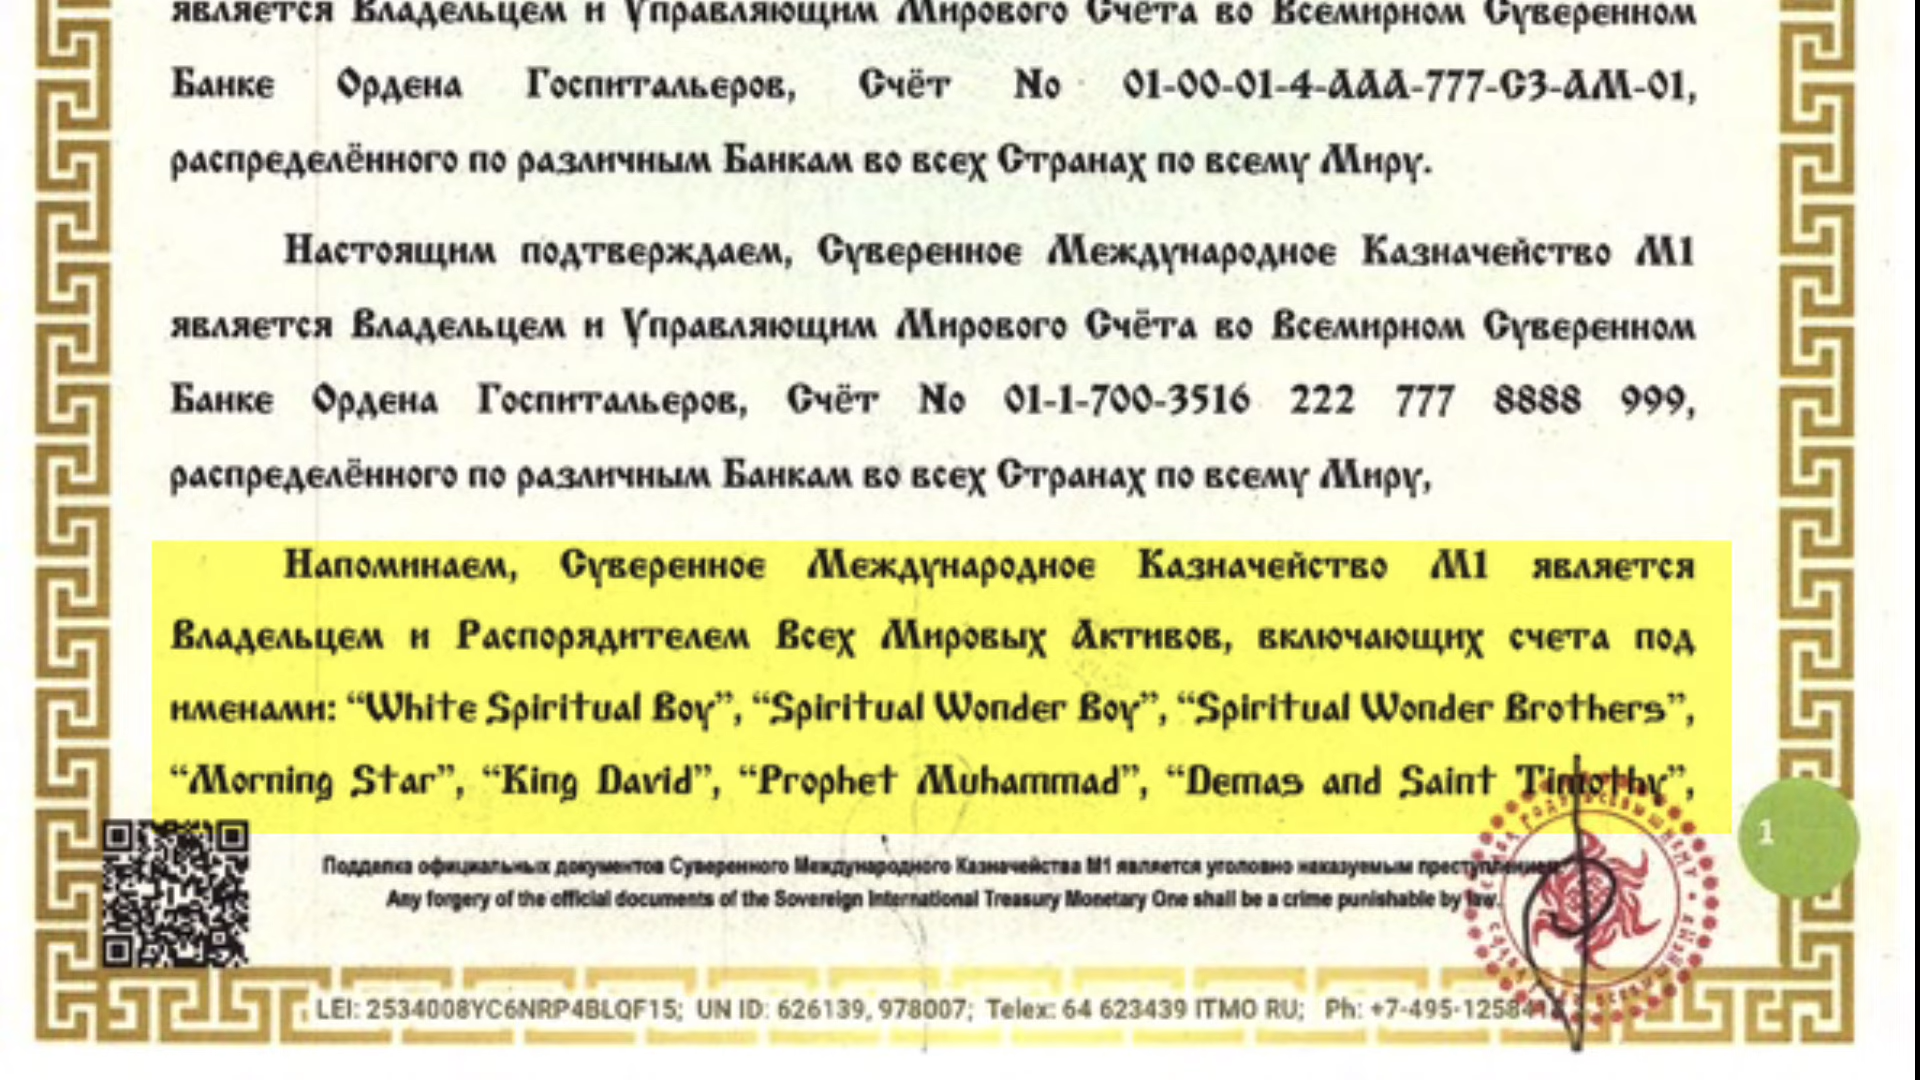 является Владельцем и Управляющим Мирового Счёта во Всемирном Суверенном
Банке Ордена Госпитальеров, Счёт No 01-00-01-4-AAA-777-C3-AM-01,
распределённого по различным Банкам во всех Странах по всему Миру.
Настоящим подтверждаем, Суверенное Международное Казначейство М1
является Владельцем и Управляющим Мирового Счёта во Всемирном Суверенном
Банке Ордена Госпитальеров, Счёт No 01-1-700-3516 222 777 8888 999,
распределённого по различным Банкам во всех Странах по всему Миру,
Напоминаем, Суверенное Международное Казначейство М1 является
Владельцем и Распорядителем Всех Мировых Активов, включающих счета под
именами: “White Spiritual Boy”, “Spiritual Wonder Boy”, “Spiritual Wonder Brothers”,
“Morning Star”, “King David”, “Prophet Muhammad”, “Demas and Saint Timothy”,
1
Подделка официальных документов Суверенного Международного Казначейства М1 является уголовно наказуемым преступлением.
Any forgery of the official documents of the Sovereign International Treasury Monetary One shall be a crime punishable by law.
LEI: 2534008YC6NRP4BLQF15; UN ID: 626139, 978007; Telex: 64 623439 ITMO RU; Ph: